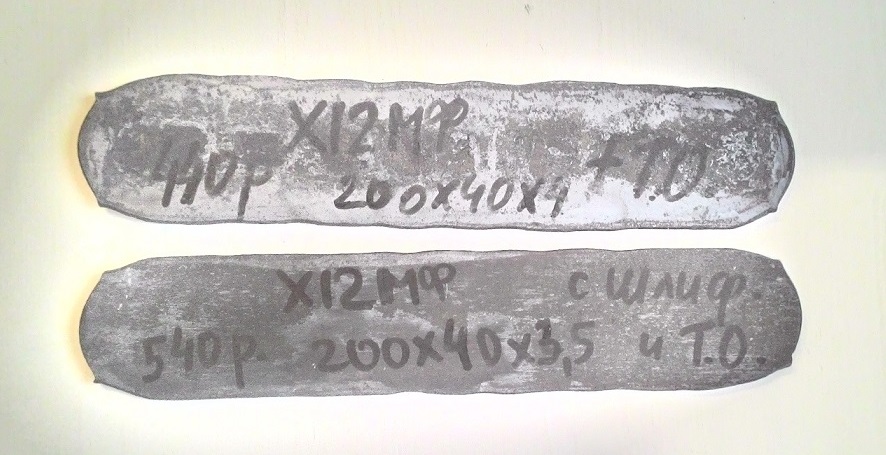 Х12МФ
440р + Т.О.
200х40х4
Х12МФ с шлиф.
540р. 200х40х3,5 и Т.О.